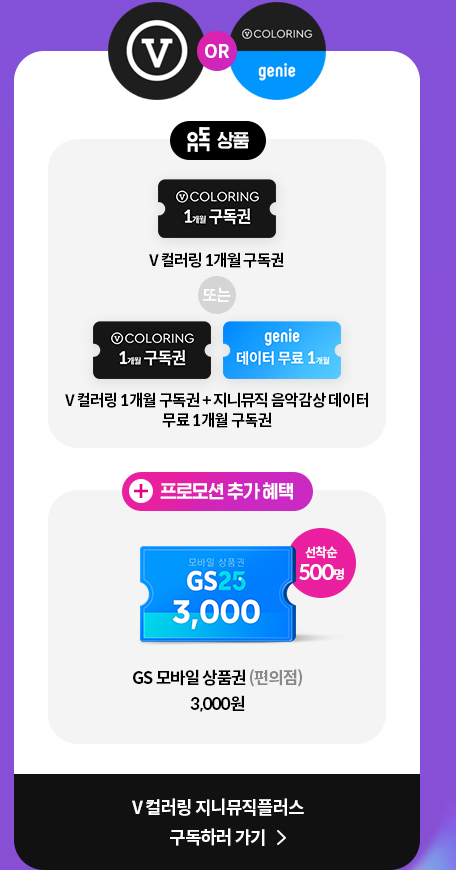 V
OR
V COLORING
genie
유독 상품
V COLORING
1개월 구독권
V 컬러링 1개월 구독권
또는
V COLORING
1개월 구독권
genie
데이터 무료 1개월
V 컬러링 1개월 구독권 + 지니뮤직 음악감상 데이터
무료 1개월 구독권
프로모션 추가 혜택
선착순
500명
모바일 상품권
GS25
3,000
GS 모바일 상품권 (편의점)
3,000원
V 컬러링 지니뮤직플러스
구독하러 가기 >